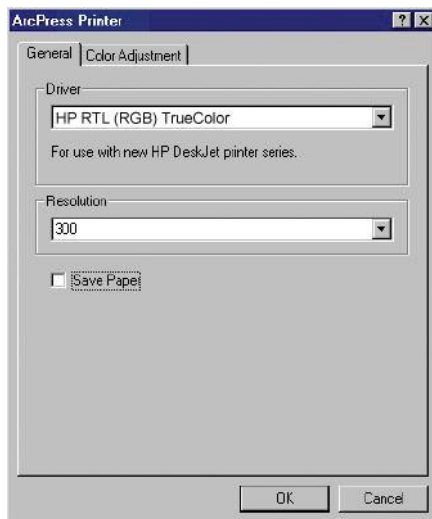 ArcPress Printer
General Color Adjustment
Driver
HP RTL (RGB) TrueColor
For use with new HP DeskJet printer series.
Resolution
300
Save Paper
OK Cancel